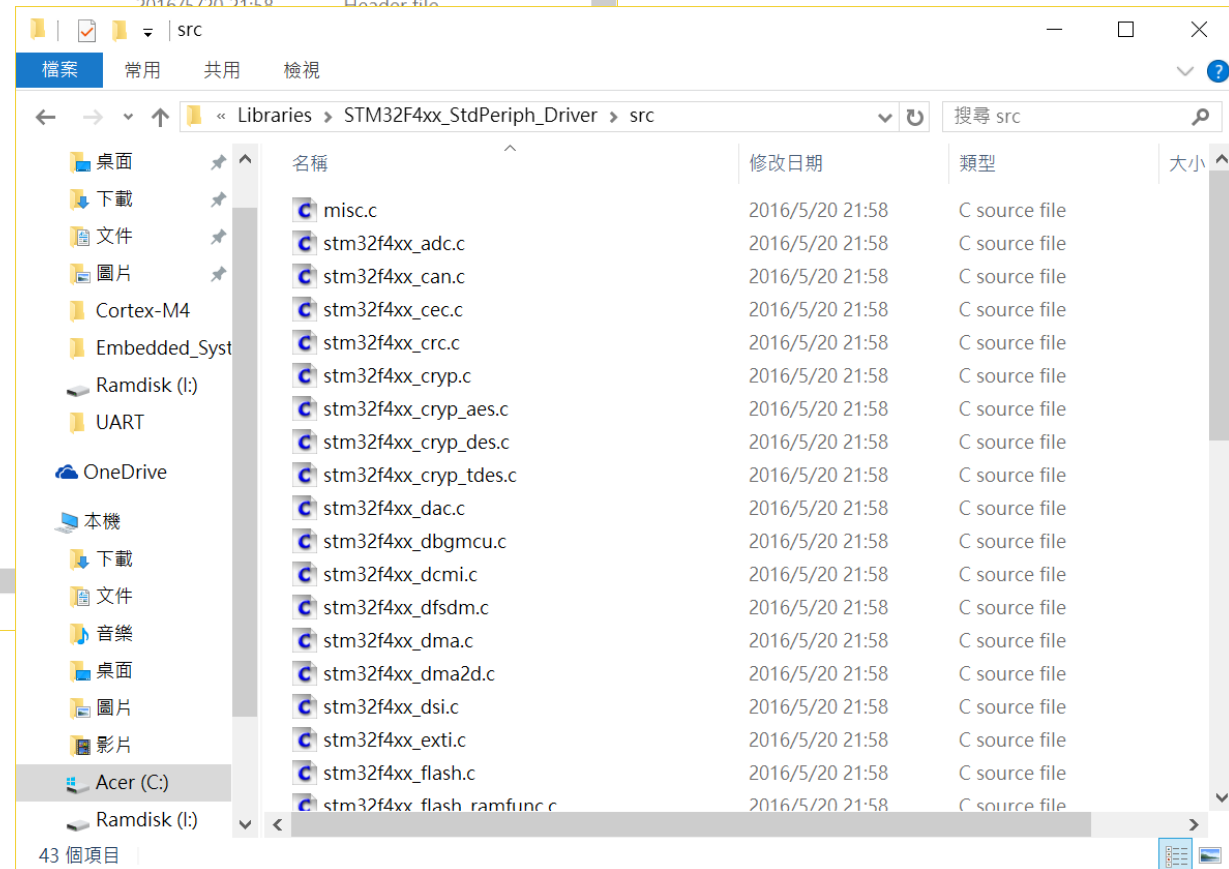 2016/5/20 21:58 Header file
src
檔案 常用 共用 檢視
« Libraries > STM32F4xx_StdPeriph_Driver > src 搜尋 src
桌面
下載
文件
圖片
Cortex-M4
Embedded_Syst
Ramdisk (I:)
UART
OneDrive
本機
下載
文件
音樂
桌面
圖片
影片
Acer (C:)
Ramdisk (I:)
名稱 修改日期 類型 大小
misc.c 2016/5/20 21:58 C source file
stm32f4xx_adc.c 2016/5/20 21:58 C source file
stm32f4xx_can.c 2016/5/20 21:58 C source file
stm32f4xx_cec.c 2016/5/20 21:58 C source file
stm32f4xx_crc.c 2016/5/20 21:58 C source file
stm32f4xx_cryp.c 2016/5/20 21:58 C source file
stm32f4xx_cryp_aes.c 2016/5/20 21:58 C source file
stm32f4xx_cryp_des.c 2016/5/20 21:58 C source file
stm32f4xx_cryp_tdes.c 2016/5/20 21:58 C source file
stm32f4xx_dac.c 2016/5/20 21:58 C source file
stm32f4xx_dbgmcu.c 2016/5/20 21:58 C source file
stm32f4xx_dcmi.c 2016/5/20 21:58 C source file
stm32f4xx_dfsdm.c 2016/5/20 21:58 C source file
stm32f4xx_dma.c 2016/5/20 21:58 C source file
stm32f4xx_dma2d.c 2016/5/20 21:58 C source file
stm32f4xx_dsi.c 2016/5/20 21:58 C source file
stm32f4xx_exti.c 2016/5/20 21:58 C source file
stm32f4xx_flash.c 2016/5/20 21:58 C source file
stm32f4xx_flash_ramfunc.c 2016/5/20 21:58 C source file
43 個項目